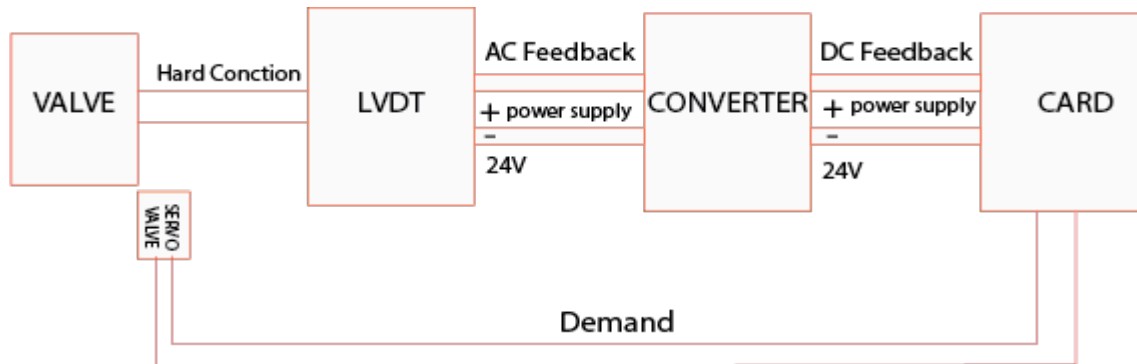 VALVE
Hard Conction
LVDT
AC Feedback
+ power supply
-
24V
CONVERTER
DC Feedback
+ power supply
-
24V
CARD
SERVO
VALVE
Demand